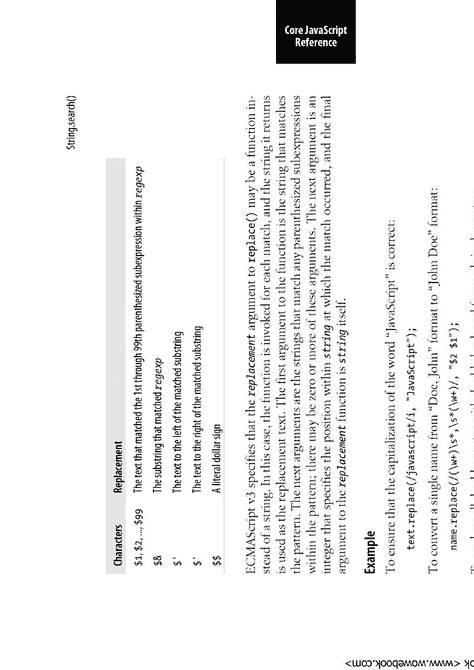 Core JavaScript
Reference
String.search()
Characters Replacement
$1, $2, ..., $99 The text that matched the 1st through 99th parenthesized subexpression within regexp
$& The substring that matched regexp
$` The text to the left of the matched substring
$' The text to the right of the matched substring
$$ A literal dollar sign
ECMAScript v3 specifies that the replacement argument to replace() may be a function in-
stead of a string. In this case, the function is invoked for each match, and the string it returns
is used as the replacement text. The first argument to the function is the string that matches
the pattern. The next arguments are the strings that match any parenthesized subexpressions
within the pattern; there may be zero or more of these arguments. The next argument is an
integer that specifies the position within string at which the match occurred, and the final
argument to the replacement function is string itself.
Example
To ensure that the capitalization of the word “JavaScript” is correct:
text.replace(/javascript/i, "JavaScript");
To convert a single name from “Doe, John” format to “John Doe” format:
name.replace(/(\w+)\s*,\s*(\w+)/, "$2 $1");
ok < www.wowebook.com>